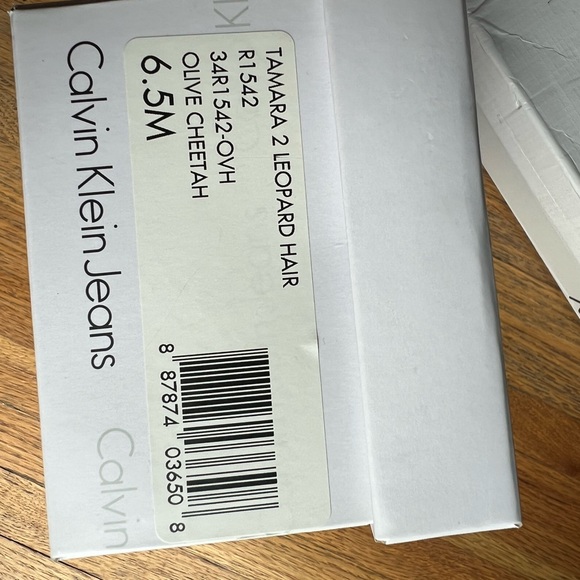 TAMARA 2 LEOPARD HAIR
R1542
34R1542-OVH
OLIVE CHEETAH
6.5M
8 87874 03650 8
Calvin Klein Jeans
Calvin
K